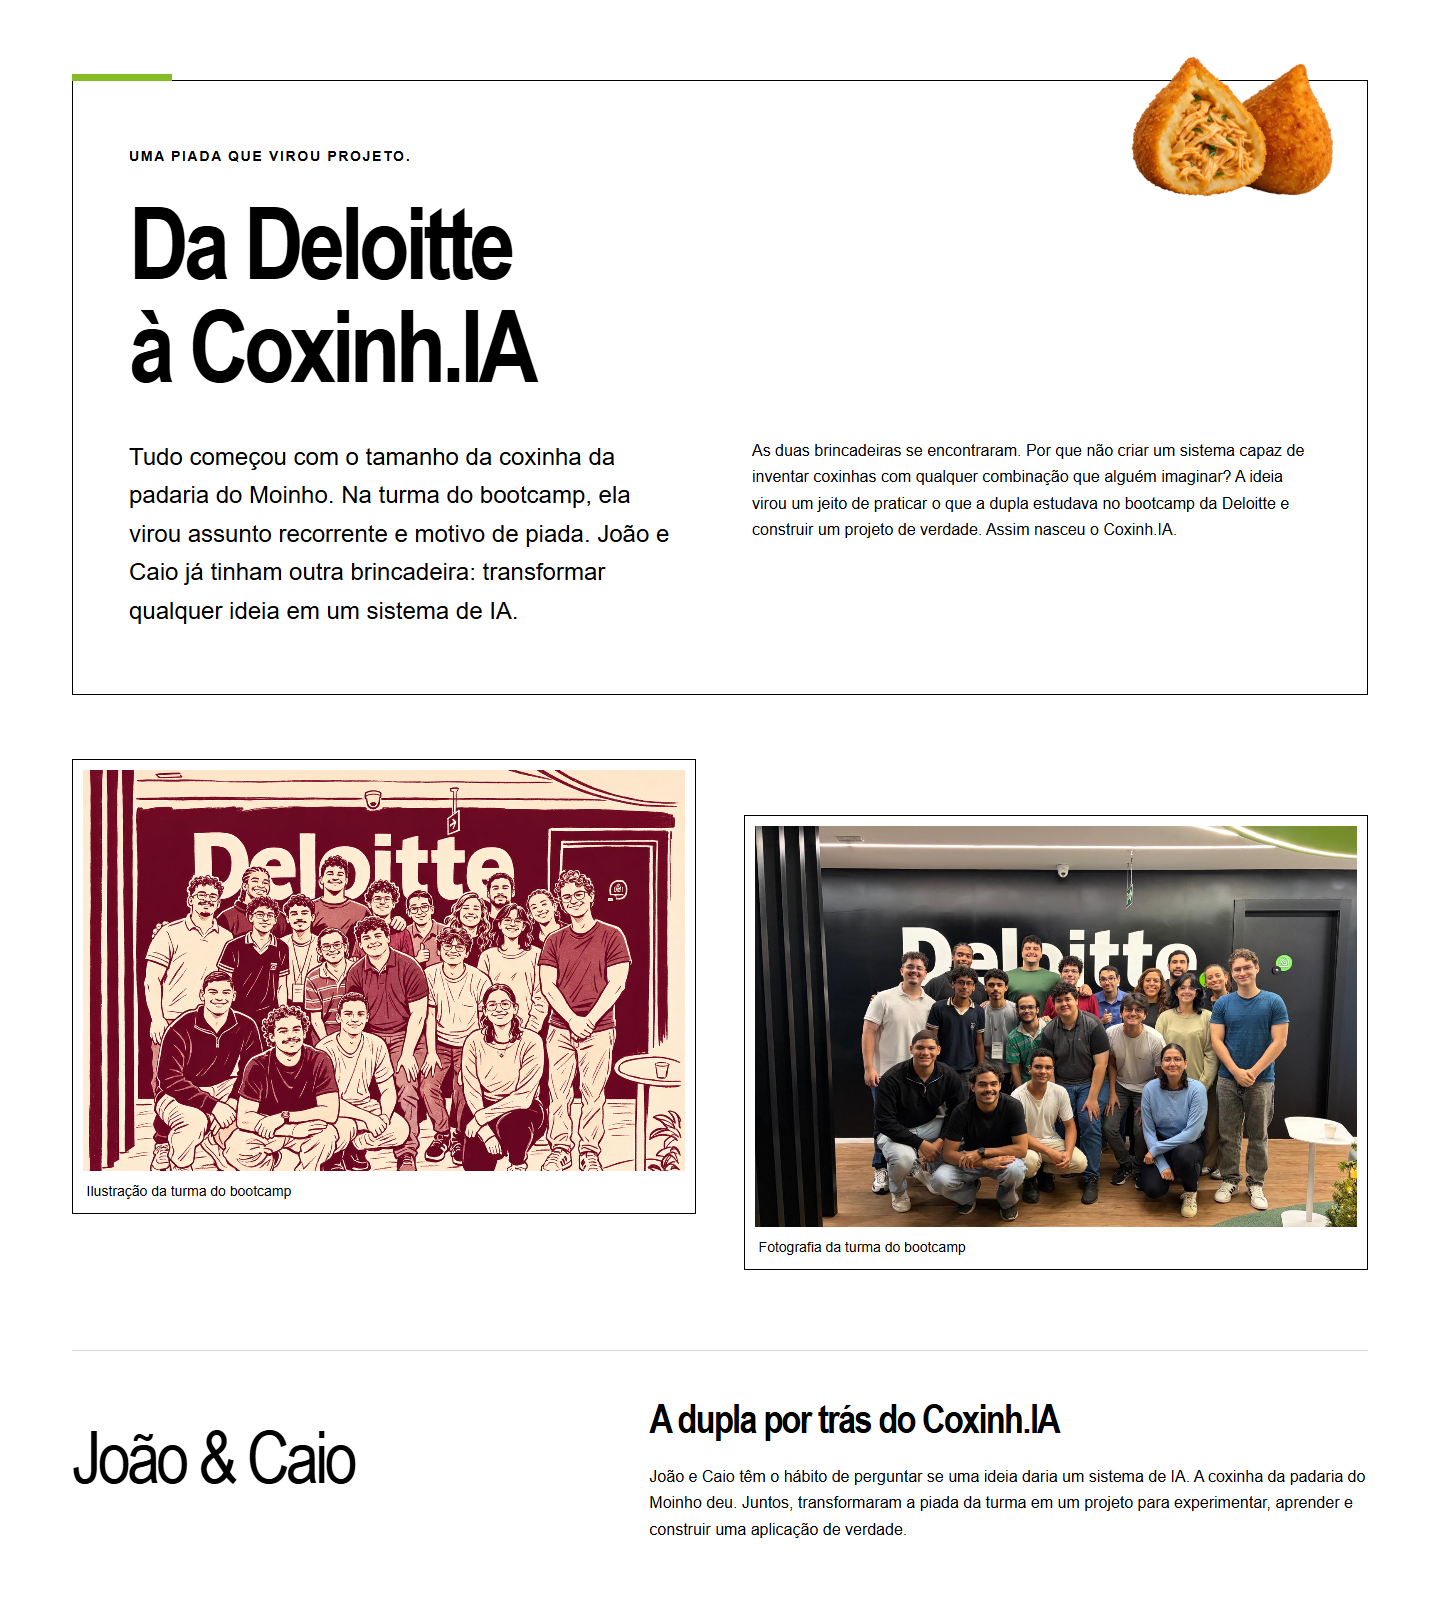 UMA PIADA QUE VIROU PROJETO.
Da Deloitte
à Coxinh.IA
Tudo começou com o tamanho da coxinha da
padaria do Moinho. Na turma do bootcamp, ela
virou assunto recorrente e motivo de piada. João e
Caio já tinham outra brincadeira: transformar
qualquer ideia em um sistema de IA.
As duas brincadeiras se encontraram. Por que não criar um sistema capaz de
inventar coxinhas com qualquer combinação que alguém imaginar? A ideia
virou um jeito de praticar o que a dupla estudava no bootcamp da Deloitte e
construir um projeto de verdade. Assim nasceu o Coxinh.IA.
Deloitte
Ilustração da turma do bootcamp
Deloitte
Fotografia da turma do bootcamp
João & Caio
A dupla por trás do Coxinh.IA
João e Caio têm o hábito de perguntar se uma ideia daria um sistema de IA. A coxinha da padaria do
Moinho deu. Juntos, transformaram a piada da turma em um projeto para experimentar, aprender e
construir uma aplicação de verdade.